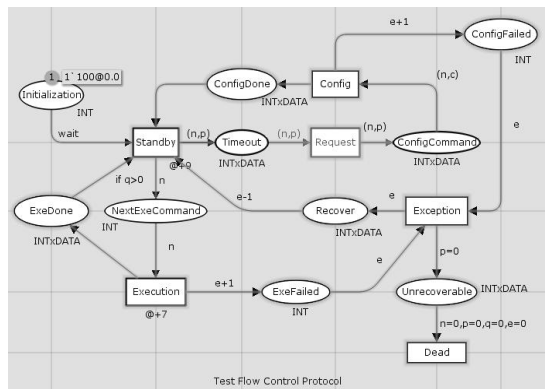 e+1
ConfigFailed
INT
1 1`100@0.0
ConfigDone
Config
Initialization
INT
INTxDATA
(n,c)
wait
e
Standby
(n,p)
Timeout
(n,p)
Request
(n,p)
ConfigCommand
@+9
INTxDATA
INTxDATA
if q>0
n
e-1
ExeDone
NextExeCommand
INT
Recover
e
Exception
INTxDATA
INTxDATA
n
e
p=0
Execution
e+1
ExeFailed
Unrecoverable
INTxDATA
@+7
INT
n=0,p=0,q=0,e=0
Dead
Test Flow Control Protocol